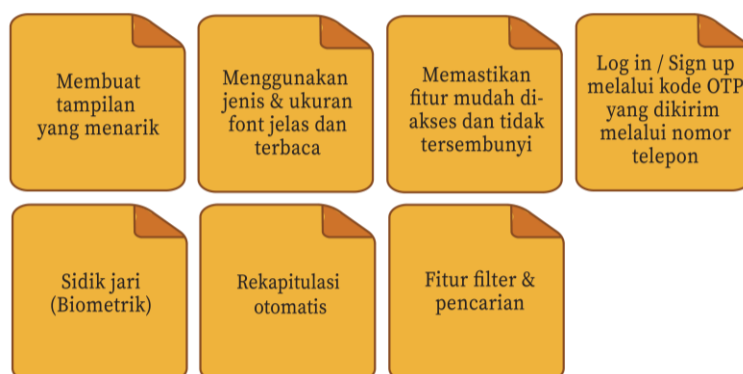 Membuat
tampilan
yang menarik
Menggunakan
jenis & ukuran
font jelas dan
terbaca
Memastikan
fitur mudah di-
akses dan tidak
tersembunyi
Log in / Sign up
melalui kode OTP
yang dikirim
melalui nomor
telepon
Sidik jari
(Biometrik)
Rekapitulasi
otomatis
Fitur filter &
pencarian